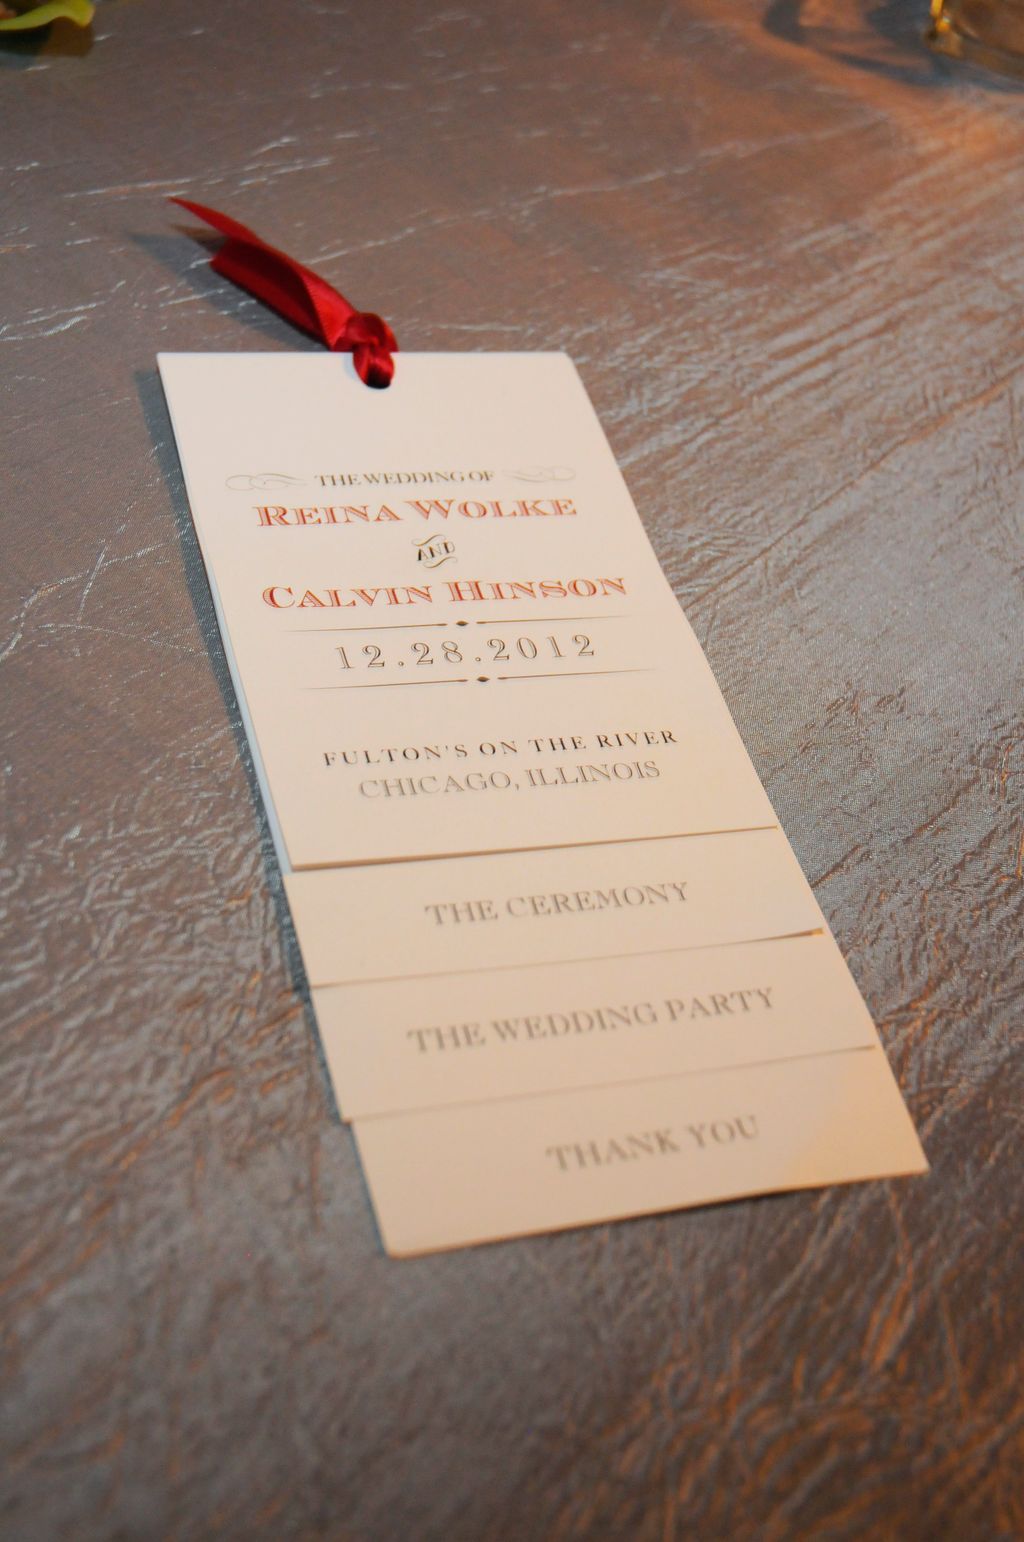 THE WEDDING OF
REINA WOLKE
AND
CALVIN HINSON
12.28.2012
FULTON'S ON THE RIVER
CHICAGO, ILLINOIS
THE CEREMONY
THE WEDDING PARTY
THANK YOU